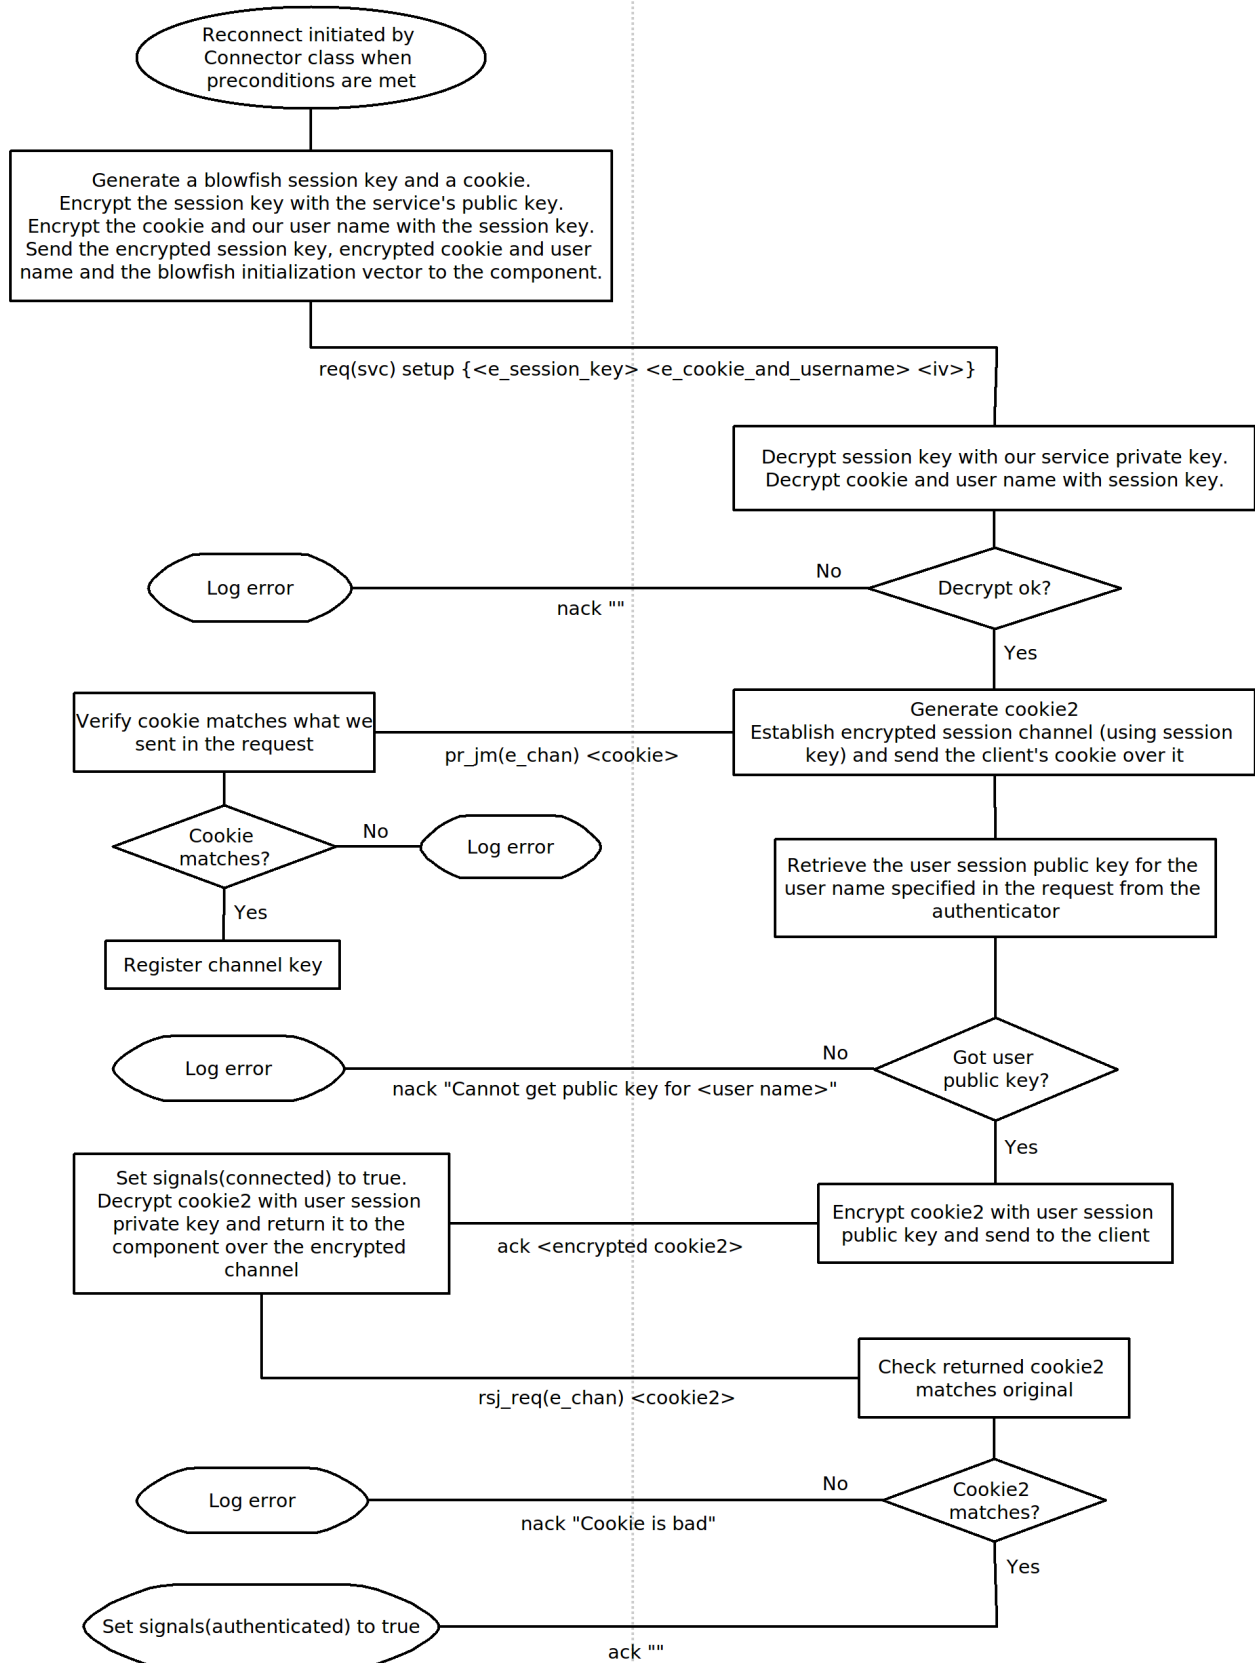 Reconnect initiated by
Connector class when
preconditions are met
Generate a blowfish session key and a cookie.
Encrypt the session key with the service's public key.
Encrypt the cookie and our user name with the session key.
Send the encrypted session key, encrypted cookie and user
name and the blowfish initialization vector to the component.
req(svc) setup {<e_session_key> <e_cookie_and_username> <iv>}
Decrypt session key with our service private key.
Decrypt cookie and user name with session key.
Decrypt ok?
No
nack ""
Log error
Yes
Generate cookie2
Establish encrypted session channel (using session
key) and send the client's cookie over it
pr_jm(e_chan) <cookie>
Verify cookie matches what we
sent in the request
Cookie
matches?
No
Log error
Yes
Register channel key
Retrieve the user session public key for the
user name specified in the request from the
authenticator
Got user
public key?
No
nack "Cannot get public key for <user name>"
Log error
Yes
Encrypt cookie2 with user session
public key and send to the client
ack <encrypted cookie2>
Set signals(connected) to true.
Decrypt cookie2 with user session
private key and return it to the
component over the encrypted
channel
rsj_req(e_chan) <cookie2>
Check returned cookie2
matches original
Cookie2
matches?
No
nack "Cookie is bad"
Log error
Yes
ack ""
Set signals(authenticated) to true